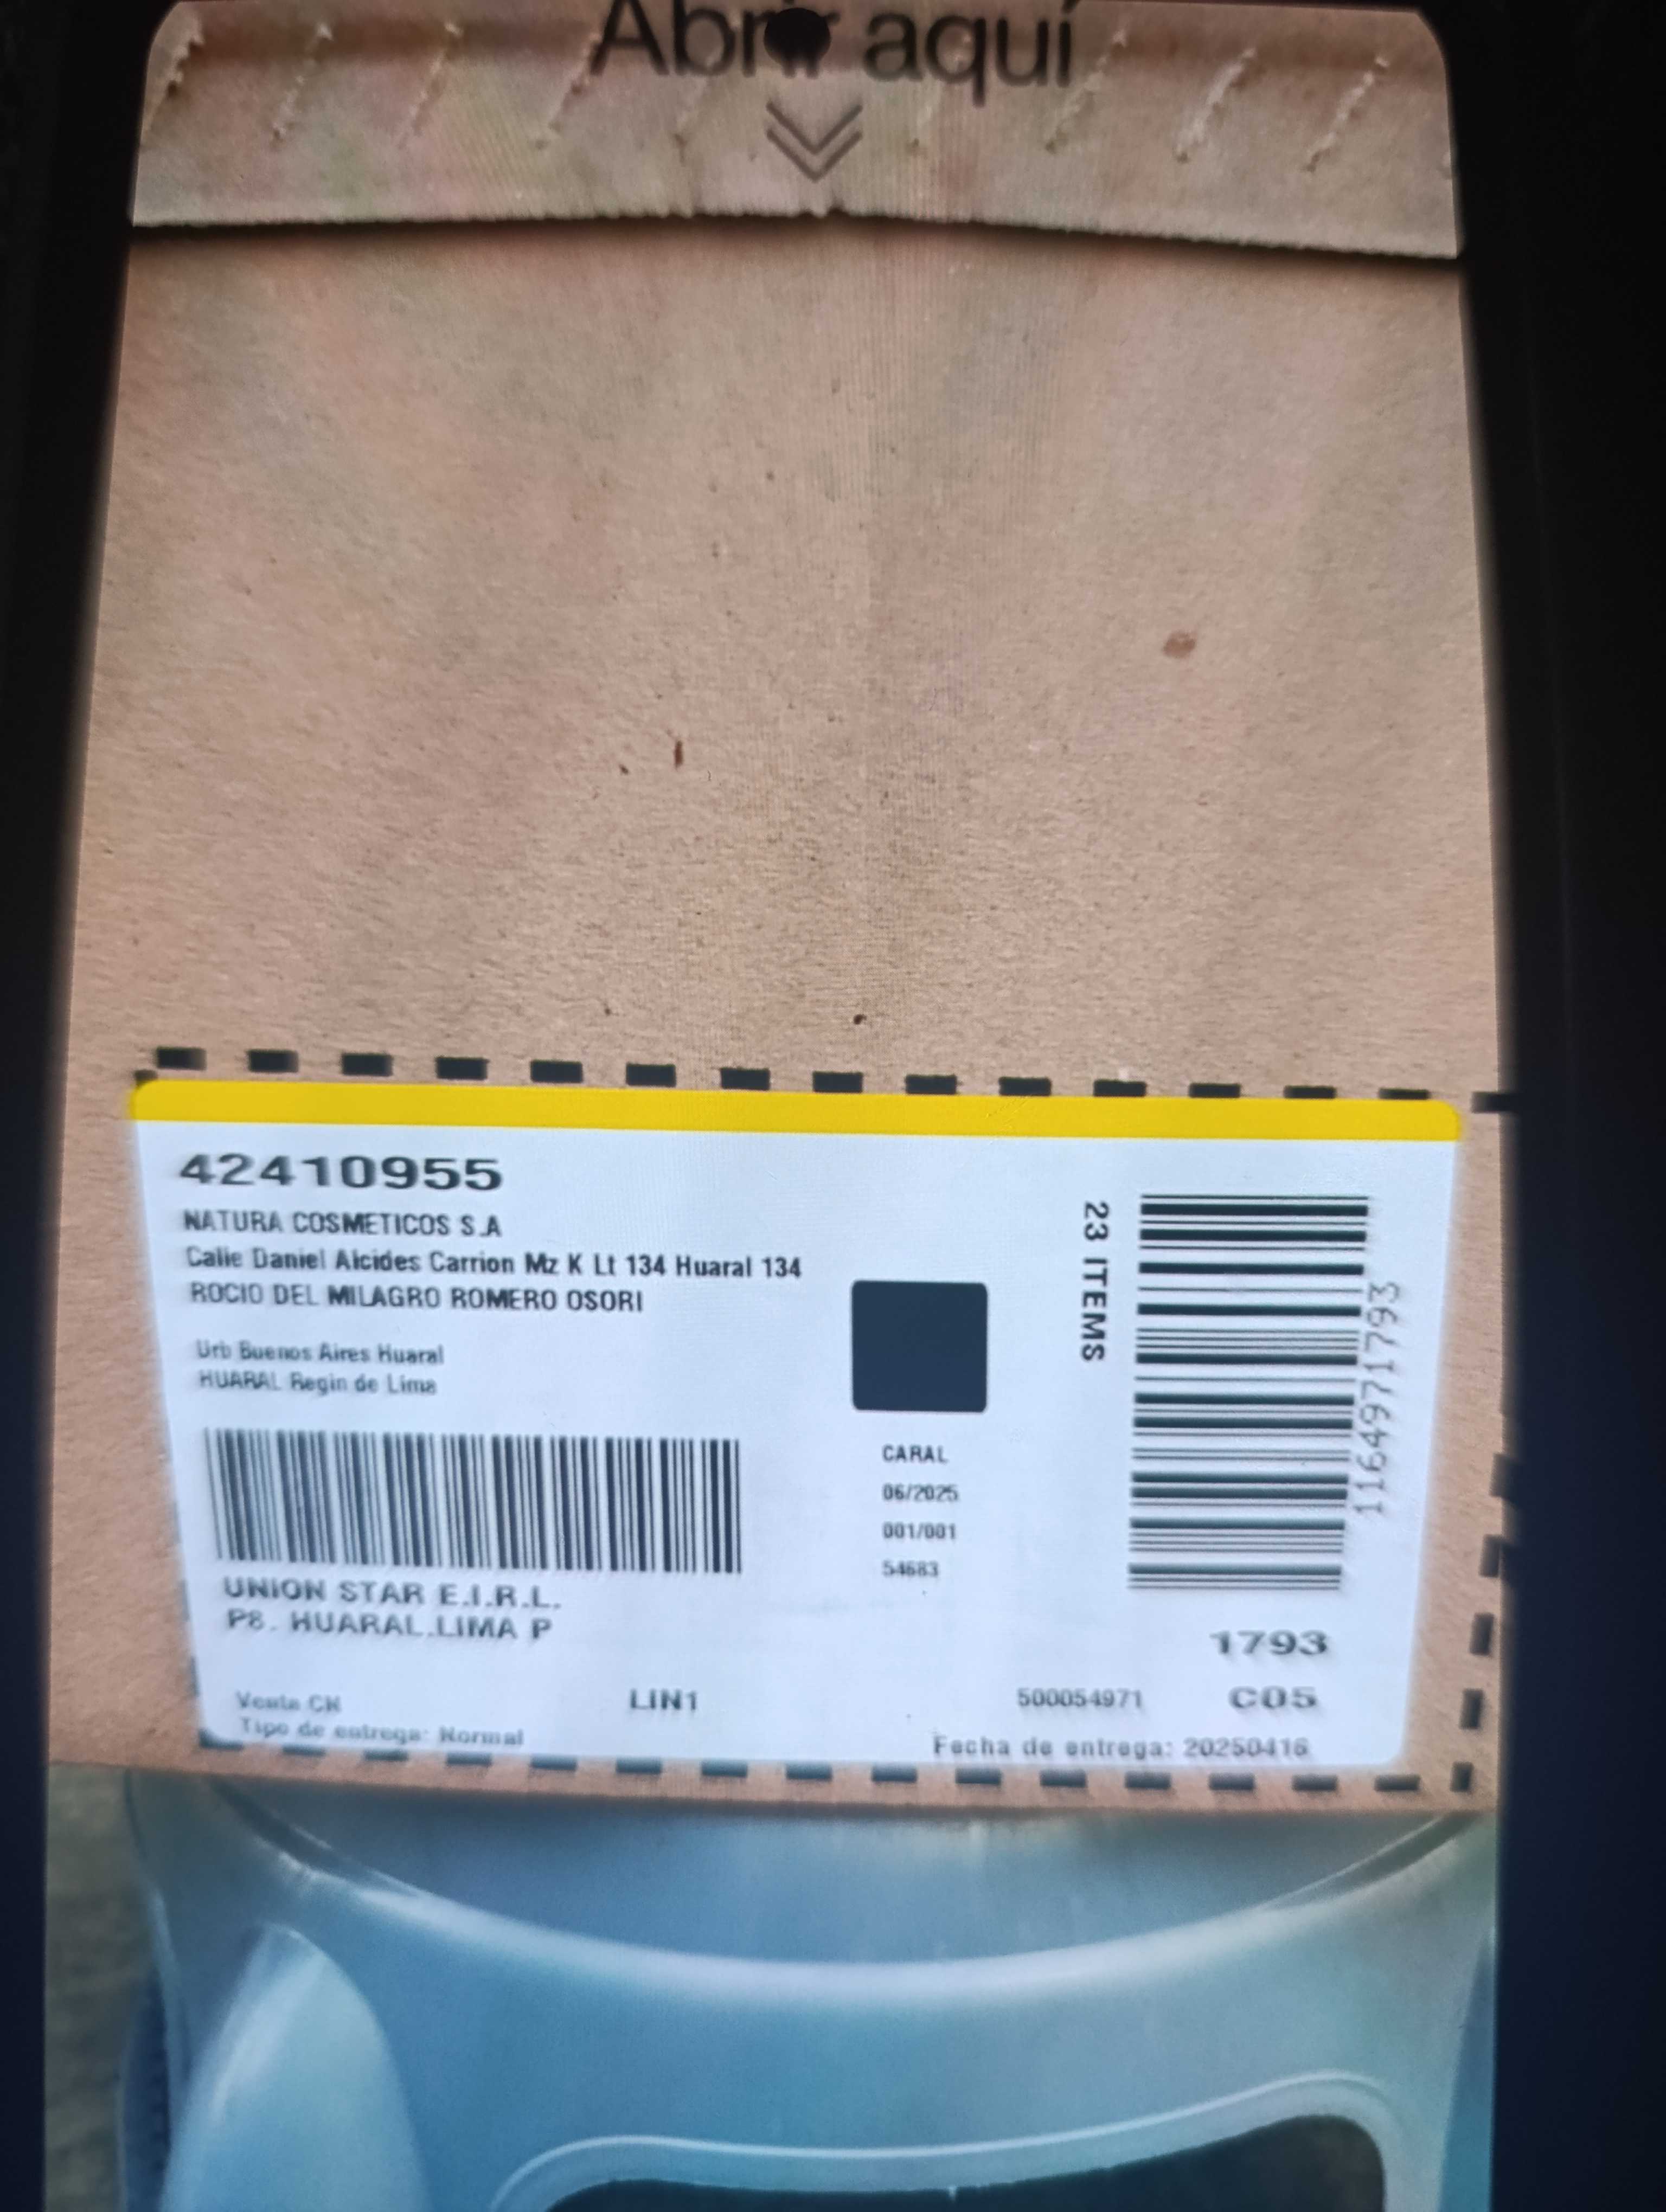 Abrir aquí
42410955
NATURA COSMETICOS S.A
Calle Daniel Alcides Carrion Mz K Lt 134 Huaral 134
ROCIO DEL MILAGRO ROMERO OSORI
Urb Buenos Aires Huaral
HUARAL Regin de Lima
UNION STAR E.I.R.L.
P8. HUARAL.LIMA P
CARAL
06/2025
001/001
54683
23 ITEMS
1164971793
1793
Venta CN
LIN1
500054971
C05
Tipo de entrega: Normal
Fecha de entrega: 20250416